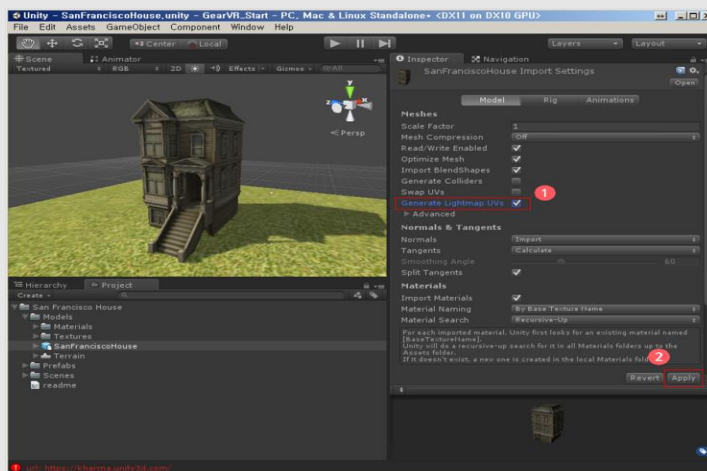 Unity - SanFranciscoHouse.unity - GearVR_Start - PC, Mac & Linux Standalone* <DX11 on DX10 GPU>
File Edit Assets GameObject Component Window Help
Center Local Layers Layout
Scene Animator
Textured RGB 2D Effects Gizmos All
y
z x
Persp
Hierarchy Project
Create
San Francisco House
Models
Materials
Textures
SanFranciscoHouse
Terrain
Prefabs
Scenes
readme
Inspector Navigation
SanFranciscoHouse Import Settings
Open
Model Rig Animations
Meshes
Scale Factor 1
Mesh Compression Off
Read/Write Enabled
Optimize Mesh
Import BlendShapes
Generate Colliders
Swap UVs
1
Generate Lightmap UVs
Advanced
Normals & Tangents
Normals Import
Tangents Calculate
Smoothing Angle 60
Split Tangents
Materials
Import Materials
Material Naming By Base Texture Name
Material Search Recursive-Up
For each imported material, Unity first looks for an existing material named
[BaseTextureName].
Unity will do a recursive-up search for it in all Materials folders up to the
Assets folder.
If it doesn't exist, a new one is created in the local Materials
2
Revert Apply
url: https://kharma.unity3d.com/